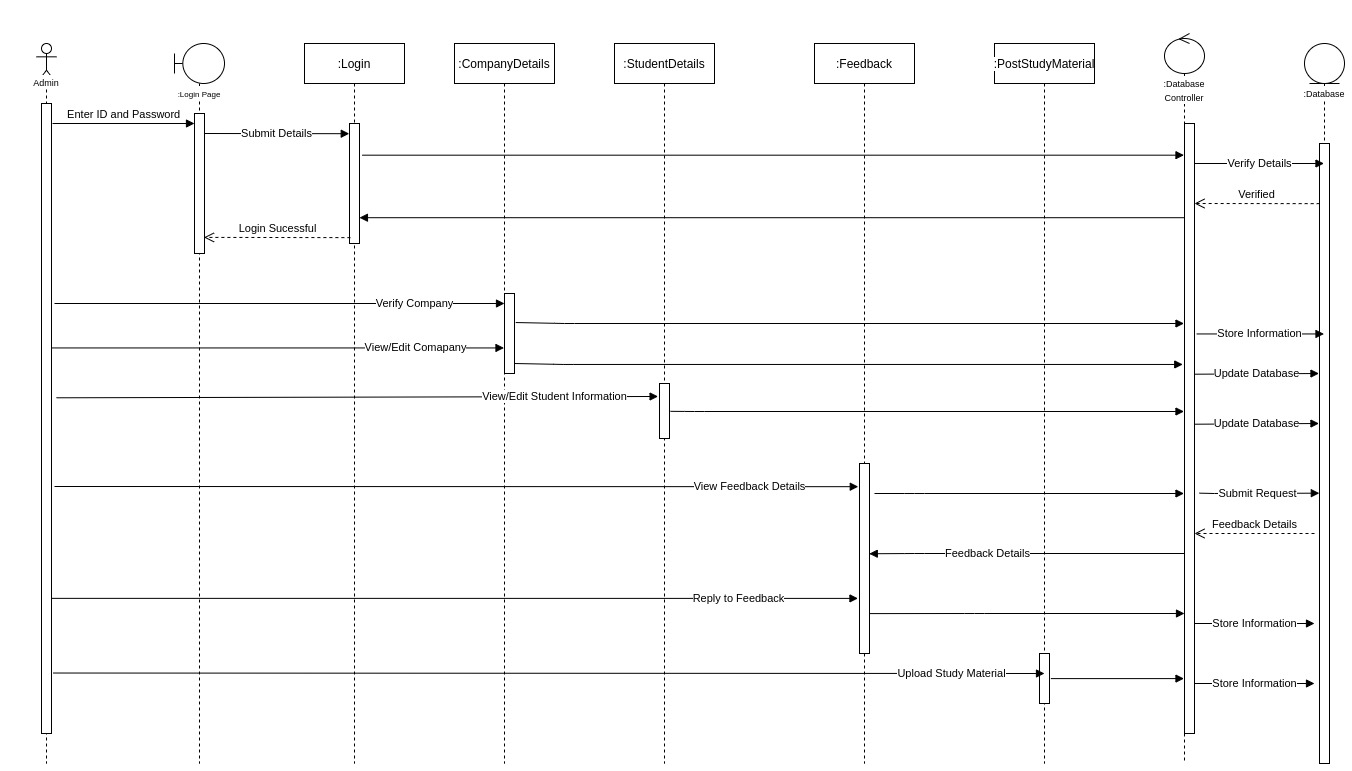 Admin
:Login Page
:Login
:CompanyDetails
:StudentDetails
:Feedback
:PostStudyMaterial
:Database
Controller
:Database
Enter ID and Password
Submit Details
Verify Details
Verified
Login Sucessful
Verify Company
Store Information
View/Edit Comapany
Update Database
View/Edit Student Information
Update Database
View Feedback Details
Submit Request
Feedback Details
Feedback Details
Reply to Feedback
Store Information
Upload Study Material
Store Information